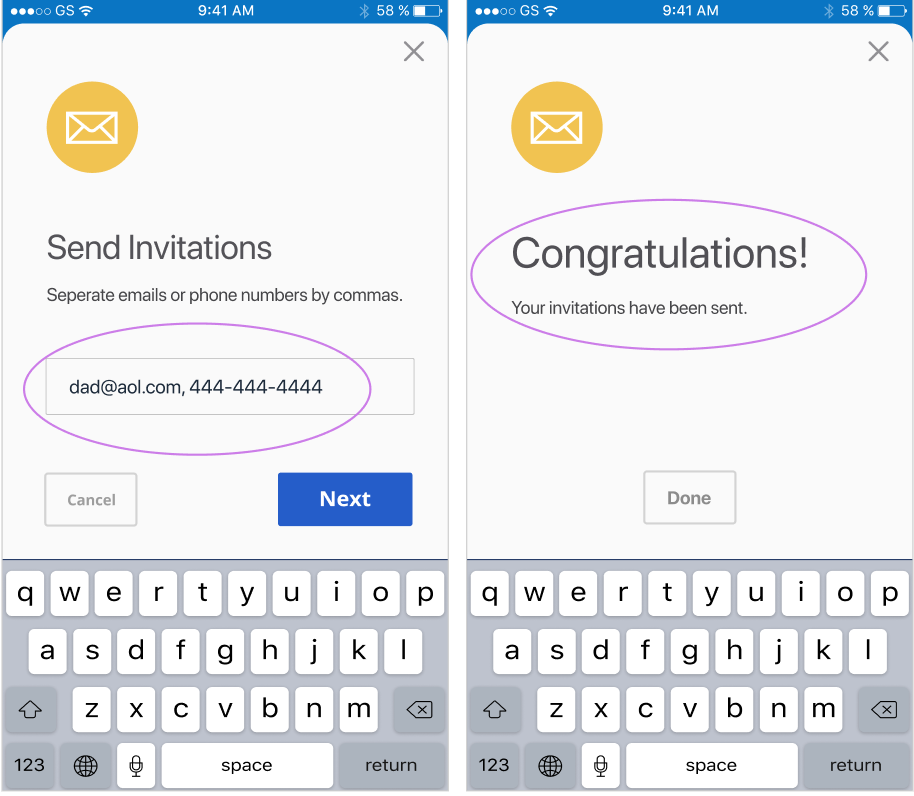 GS 9:41 AM 58 %
Send Invitations
Seperate emails or phone numbers by commas.
dad@aol.com, 444-444-4444
Cancel Next
q w e r t y u i o p
a s d f g h j k l
z x c v b n m
123 space return
GS 9:41 AM 58 %
Congratulations!
Your invitations have been sent.
Done
q w e r t y u i o p
a s d f g h j k l
z x c v b n m
123 space return